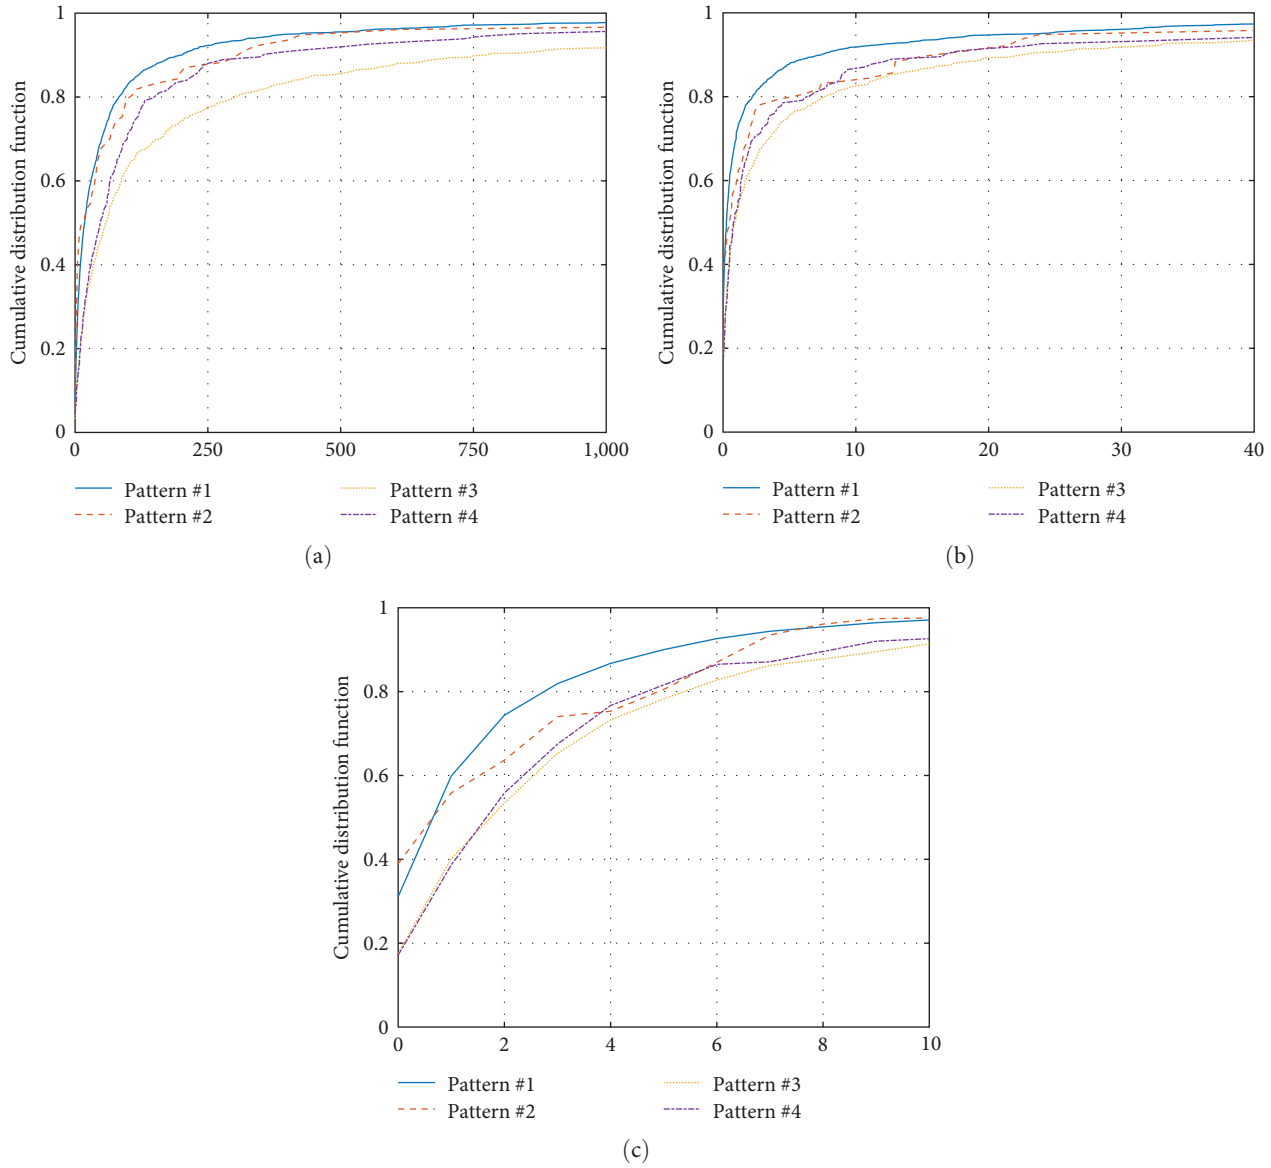 Cumulative distribution function
1
0.8
0.6
0.4
0.2
0
0 250 500 750 1,000
Pattern #1 Pattern #3
Pattern #2 Pattern #4
(a)
Cumulative distribution function
1
0.8
0.6
0.4
0.2
0
0 10 20 30 40
Pattern #1 Pattern #3
Pattern #2 Pattern #4
(b)
Cumulative distribution function
1
0.8
0.6
0.4
0.2
0
0 2 4 6 8 10
Pattern #1 Pattern #3
Pattern #2 Pattern #4
(c)